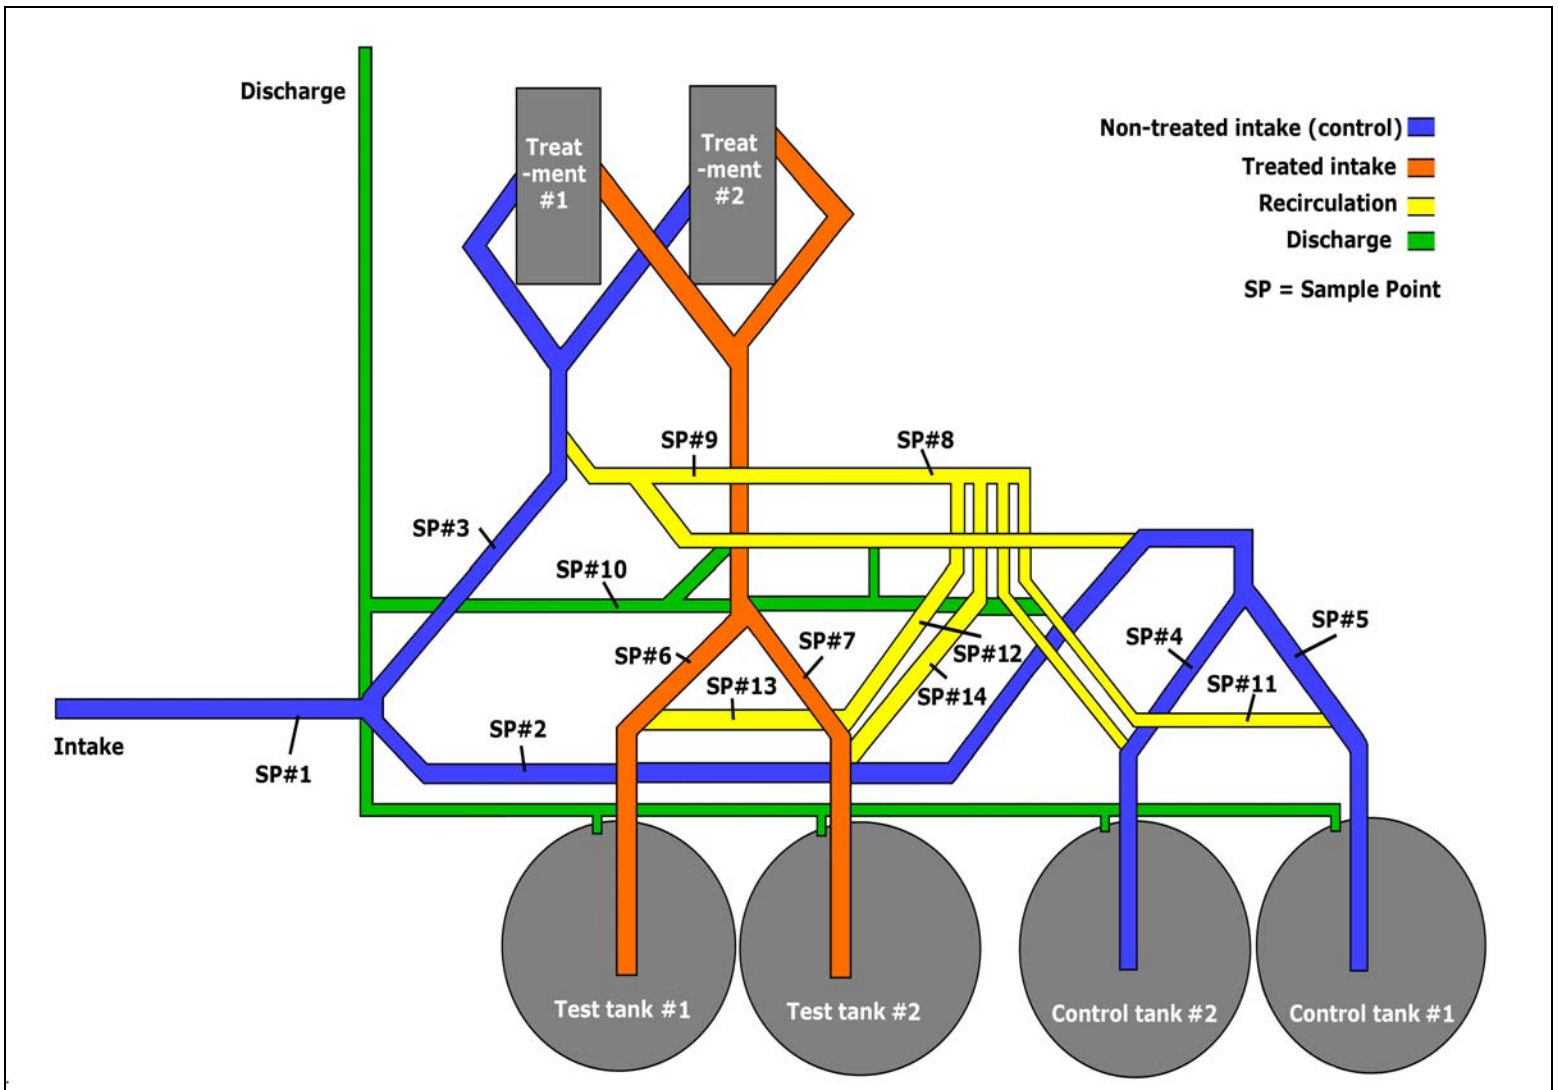 Discharge
Treat
-ment
#1
Treat
-ment
#2
Non-treated intake (control)
Treated intake
Recirculation
Discharge
SP = Sample Point
SP#9
SP#8
SP#3
SP#10
SP#5
SP#4
SP#6
SP#7
SP#12
SP#13
SP#14
SP#11
SP#2
Intake
SP#1
Test tank #1
Test tank #2
Control tank #2
Control tank #1